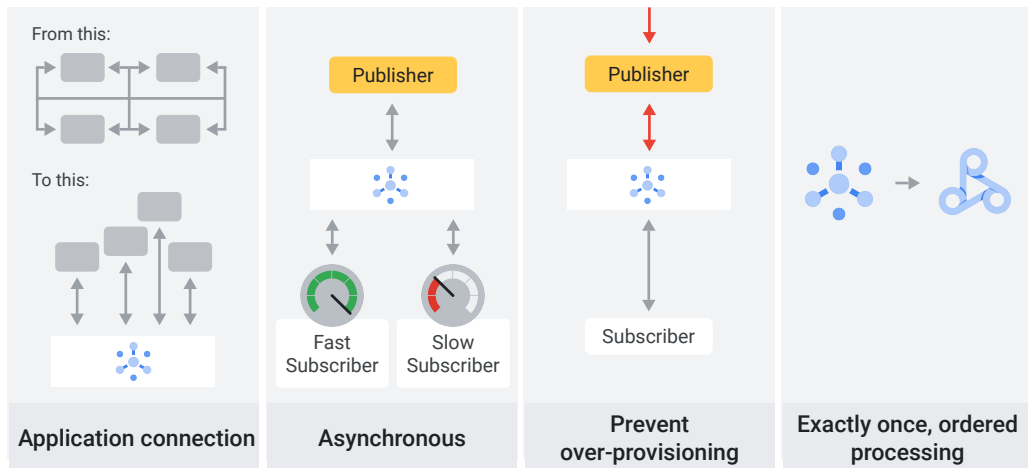 From this:
To this:
Application connection
Publisher
Fast
Subscriber
Slow
Subscriber
Asynchronous
Publisher
Subscriber
Prevent
over-provisioning
Exactly once, ordered
processing